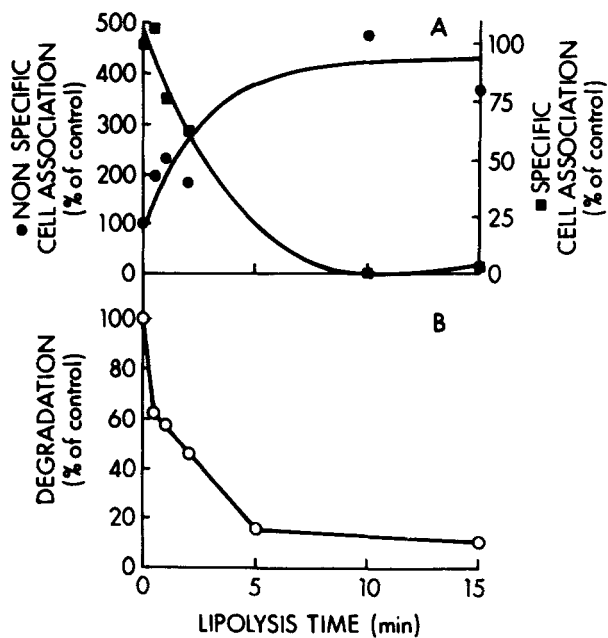 ● NON SPECIFIC
CELL ASSOCIATION
(% of control)
500
400
300
200
100
0
A
100
75
50
25
0
■ SPECIFIC
CELL ASSOCIATION
(% of control)
DEGRADATION
(% of control)
100
80
60
40
20
0
B
0 5 10 15
LIPOLYSIS TIME (min)